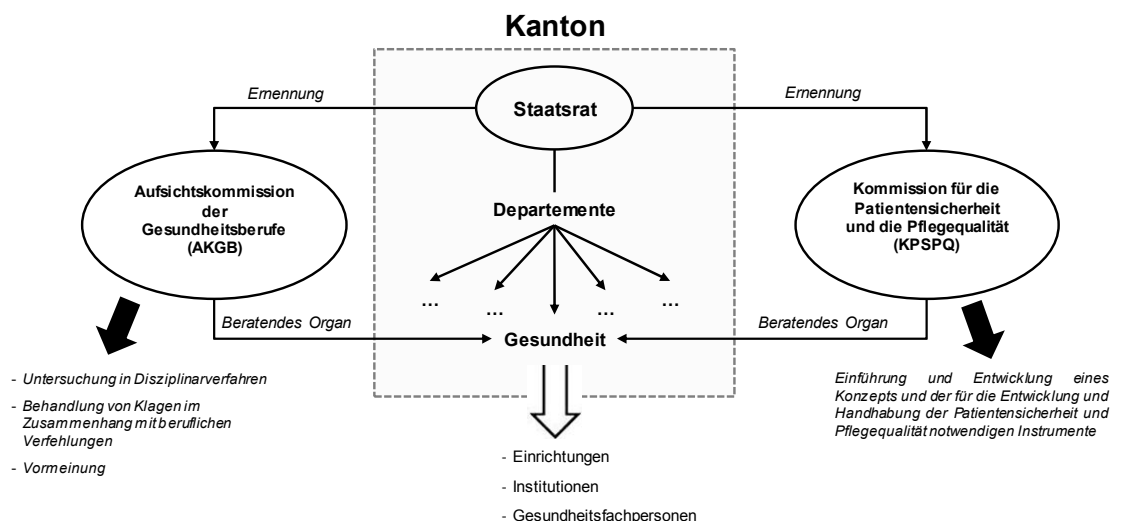 Kanton
Ernennung
Staatsrat
Ernennung
Aufsichtskommission
der
Gesundheitsberufe
(AKGB)
Departemente
Kommission für die
Patientensicherheit
und die Pflegequalität
(KPSPQ)
...
...
...
...
Beratendes Organ
Gesundheit
Beratendes Organ
- Untersuchung in Disziplinarverfahren
- Behandlung von Klagen im
Zusammenhang mit beruflichen
Verfehlungen
- Vormeinung
Einführung und Entwicklung eines
Konzepts und der für die Entwicklung und
Handhabung der Patientensicherheit und
Pflegequalität notwendigen Instrumente
- Einrichtungen
- Institutionen
- Gesundheitsfachpersonen